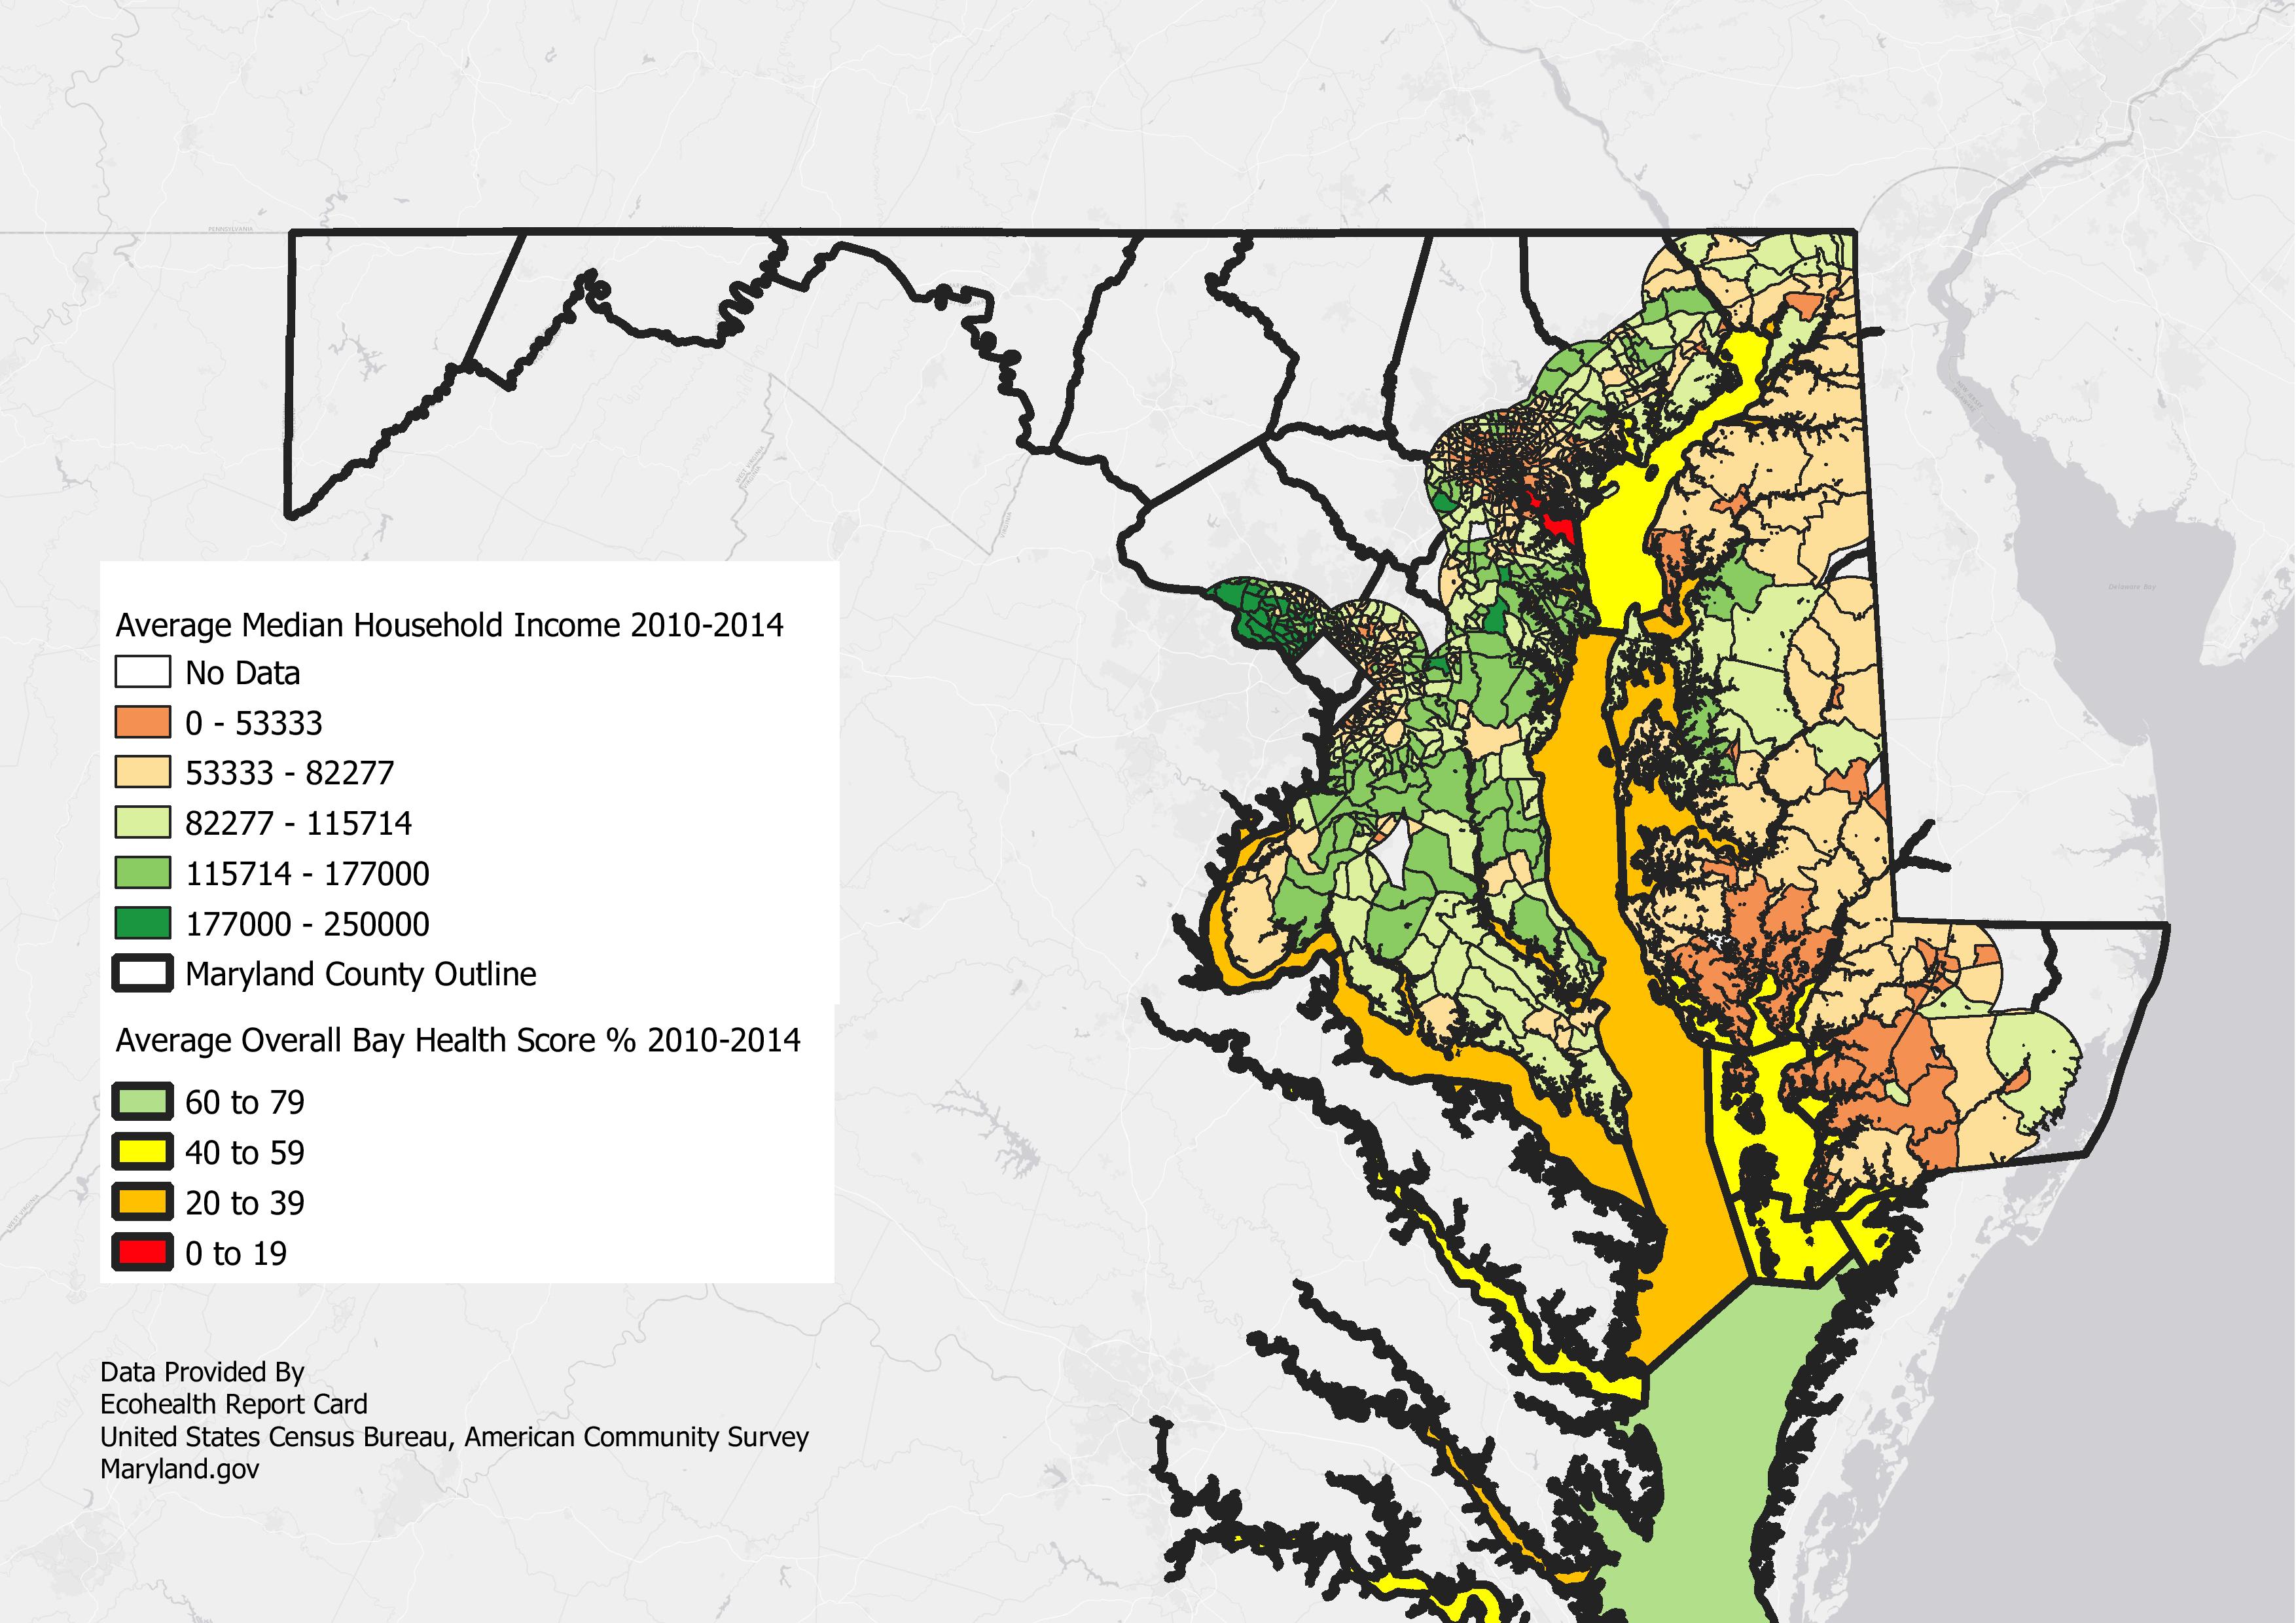 PENNSYLVANIA
WEST VIRGINIA
VIRGINIA
Delaware Bay
Average Median Household Income 2010-2014
No Data
0 - 53333
53333 - 82277
82277 - 115714
115714 - 177000
177000 - 250000
Maryland County Outline
Average Overall Bay Health Score % 2010-2014
60 to 79
40 to 59
20 to 39
0 to 19
Data Provided By
Ecohealth Report Card
United States Census Bureau, American Community Survey
Maryland.gov